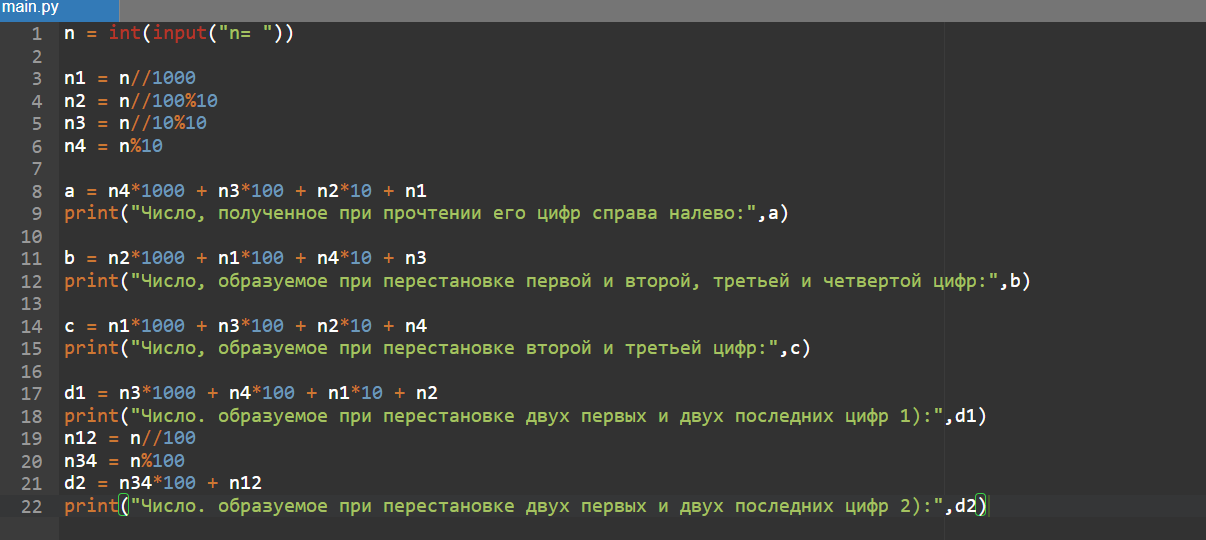 main.py
1 n = int(input("n= "))
2
3 n1 = n//1000
4 n2 = n//100%10
5 n3 = n//10%10
6 n4 = n%10
7
8 a = n4*1000 + n3*100 + n2*10 + n1
9 print("Число, полученное при прочтении его цифр справа налево:",a)
10
11 b = n2*1000 + n1*100 + n4*10 + n3
12 print("Число, образуемое при перестановке первой и второй, третьей и четвертой цифр:",b)
13
14 c = n1*1000 + n3*100 + n2*10 + n4
15 print("Число, образуемое при перестановке второй и третьей цифр:",c)
16
17 d1 = n3*1000 + n4*100 + n1*10 + n2
18 print("Число. образуемое при перестановке двух первых и двух последних цифр 1):",d1)
19 n12 = n//100
20 n34 = n%100
21 d2 = n34*100 + n12
22 print("Число. образуемое при перестановке двух первых и двух последних цифр 2):",d2)